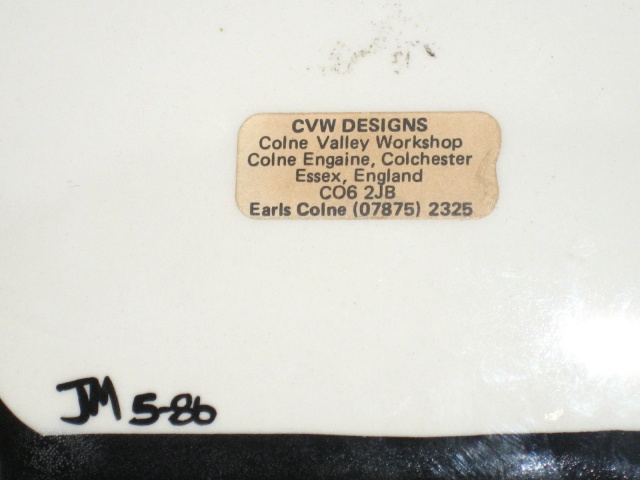 CVW DESIGNS
Colne Valley Workshop
Colne Engaine, Colchester
Essex, England
CO6 2JB
Earls Colne (07875) 2325
JM 5-86